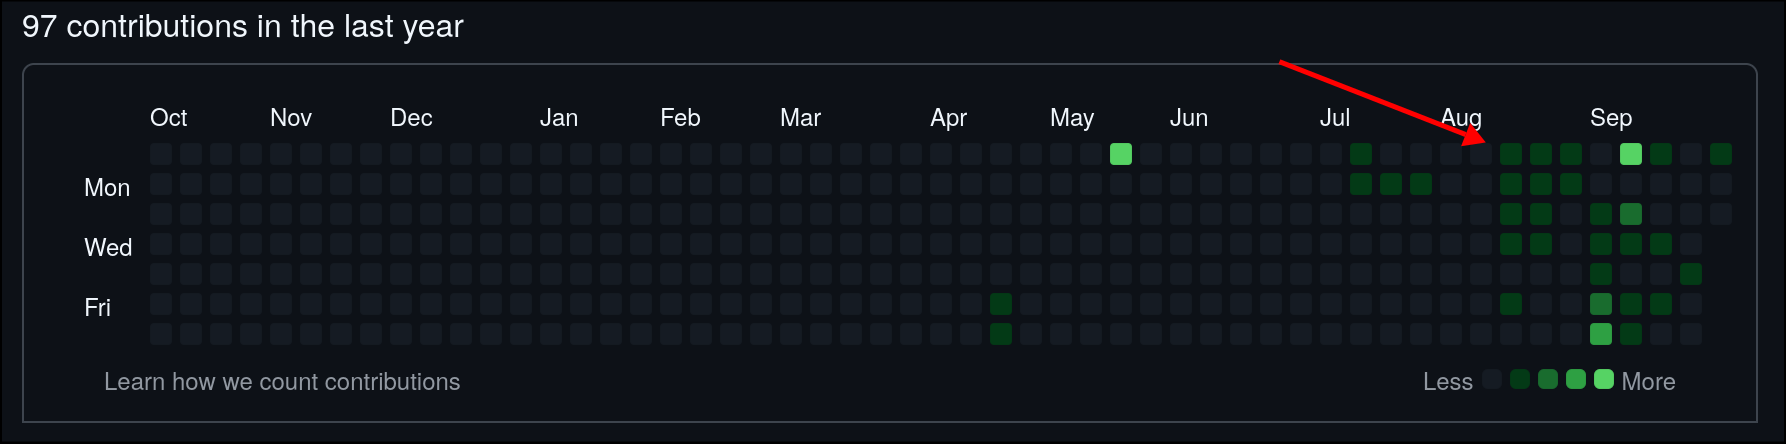 97 contributions in the last year
Oct Nov Dec Jan Feb Mar Apr May Jun Jul Aug Sep
Mon
Wed
Fri
Learn how we count contributions Less More